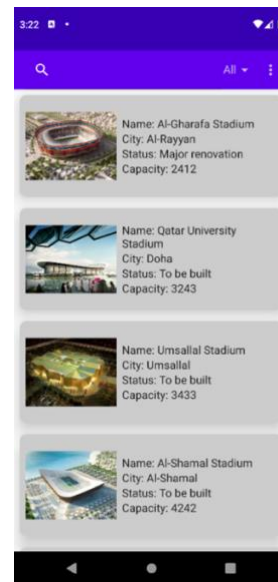 3:22
All
Name: Al-Gharafa Stadium
City: Al-Rayyan
Status: Major renovation
Capacity: 2412
Name: Qatar University
Stadium
City: Doha
Status: To be built
Capacity: 3243
Name: Umsallal Stadium
City: Umsallal
Status: To be built
Capacity: 3433
Name: Al-Shamal Stadium
City: Al-Shamal
Status: To be built
Capacity: 4242